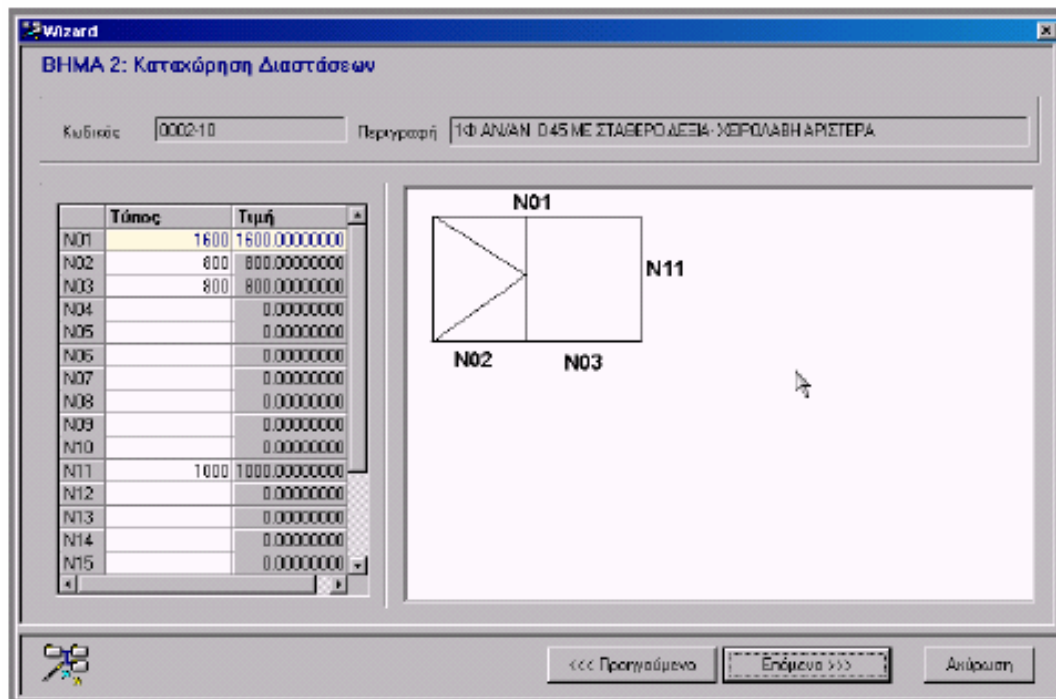 Wizard
ΒΗΜΑ 2: Καταχώρηση Διαστάσεων
Κωδικός 0002-10 Περιγραφή 1Φ ΑΝ/ΑΝ 0.45 ΜΕ ΣΤΑΘΕΡΟ ΔΕΞΙΑ- ΧΕΙΡΟΛΑΒΗ ΑΡΙΣΤΕΡΑ
Τύπος Τιμή
N01 1600 1600.00000000
N02 800 800.00000000
N03 800 800.00000000
N04 0.00000000
N05 0.00000000
N06 0.00000000
N07 0.00000000
N08 0.00000000
N09 0.00000000
N10 0.00000000
N11 1000 1000.00000000
N12 0.00000000
N13 0.00000000
N14 0.00000000
N15 0.00000000
N01
N11
N02 N03
<<< Προηγούμενο Επόμενο >>> Ακύρωση